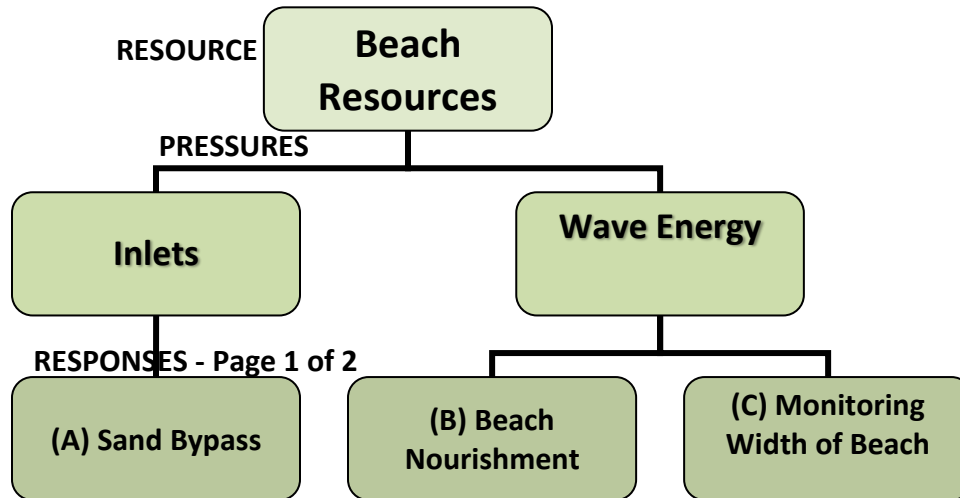 RESOURCE
Beach
Resources
PRESSURES
Inlets
Wave Energy
RESPONSES - Page 1 of 2
(A) Sand Bypass
(B) Beach
Nourishment
(C) Monitoring
Width of Beach